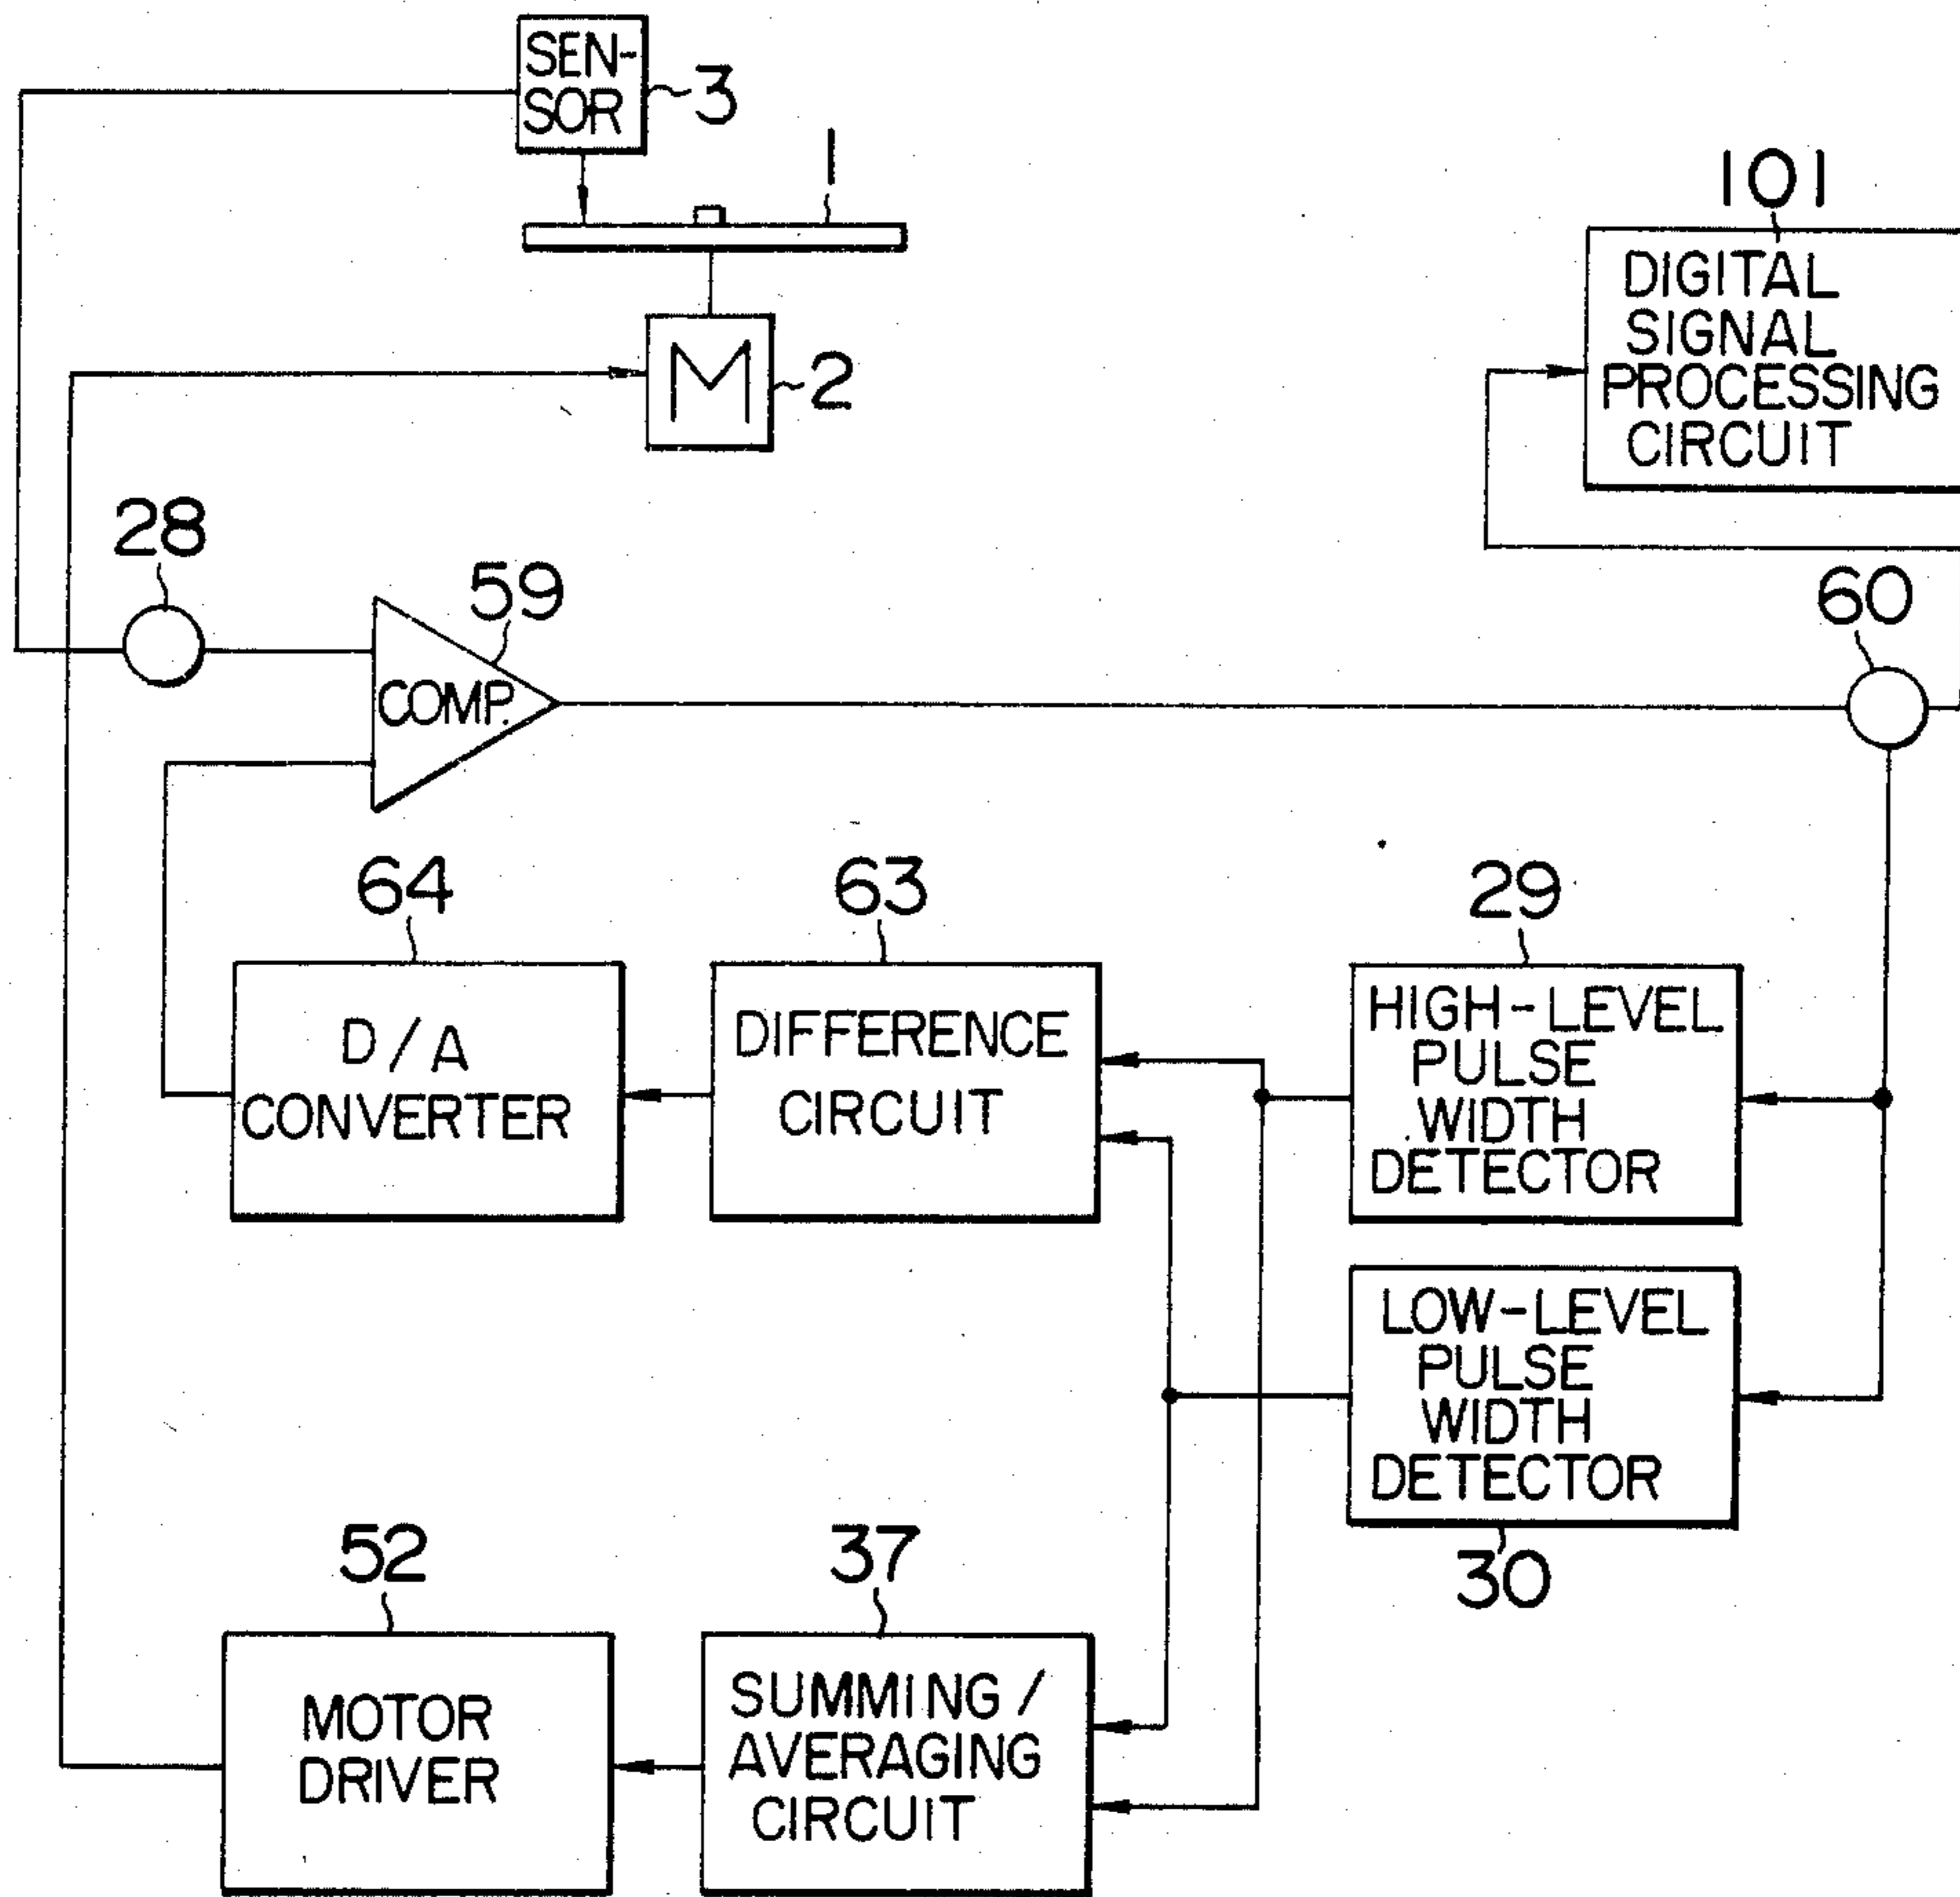 SEN-
SOR
3
1
101
DIGITAL
SIGNAL
PROCESSING
CIRCUIT
M
2
28
59
COMP.
60
64
63
29
D/A
CONVERTER
DIFFERENCE
CIRCUIT
HIGH-LEVEL
PULSE
WIDTH
DETECTOR
LOW-LEVEL
PULSE
WIDTH
DETECTOR
30
52
37
MOTOR
DRIVER
SUMMING/
AVERAGING
CIRCUIT